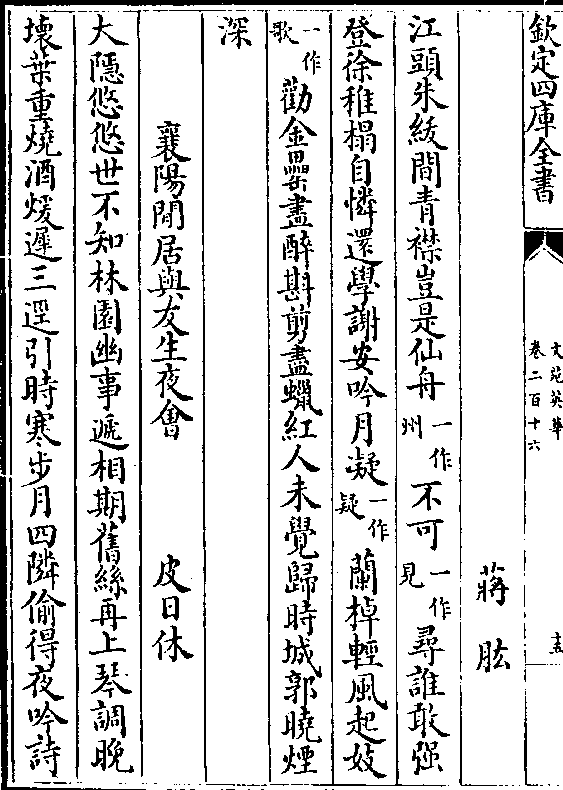 欽定四庫全書
文苑英華
卷二百十六
十五
蔣肱
江頭朱紱間青襟豈是仙舟一作州不可一作見尋誰敢强
登徐稚榻自憐還學謝安吟月凝一作疑蘭棹輕風起妓
一作歌勸金罍盡醉斟剪盡蠟紅人未覺歸時城郭曉煙
深
襄陽閒居與友生夜會 皮日休
大隱悠悠世不知林園幽事遞相期舊絲再上琴調晚
壞葉重燒酒煖遲三逕引時寒步月四隣偷得夜吟詩